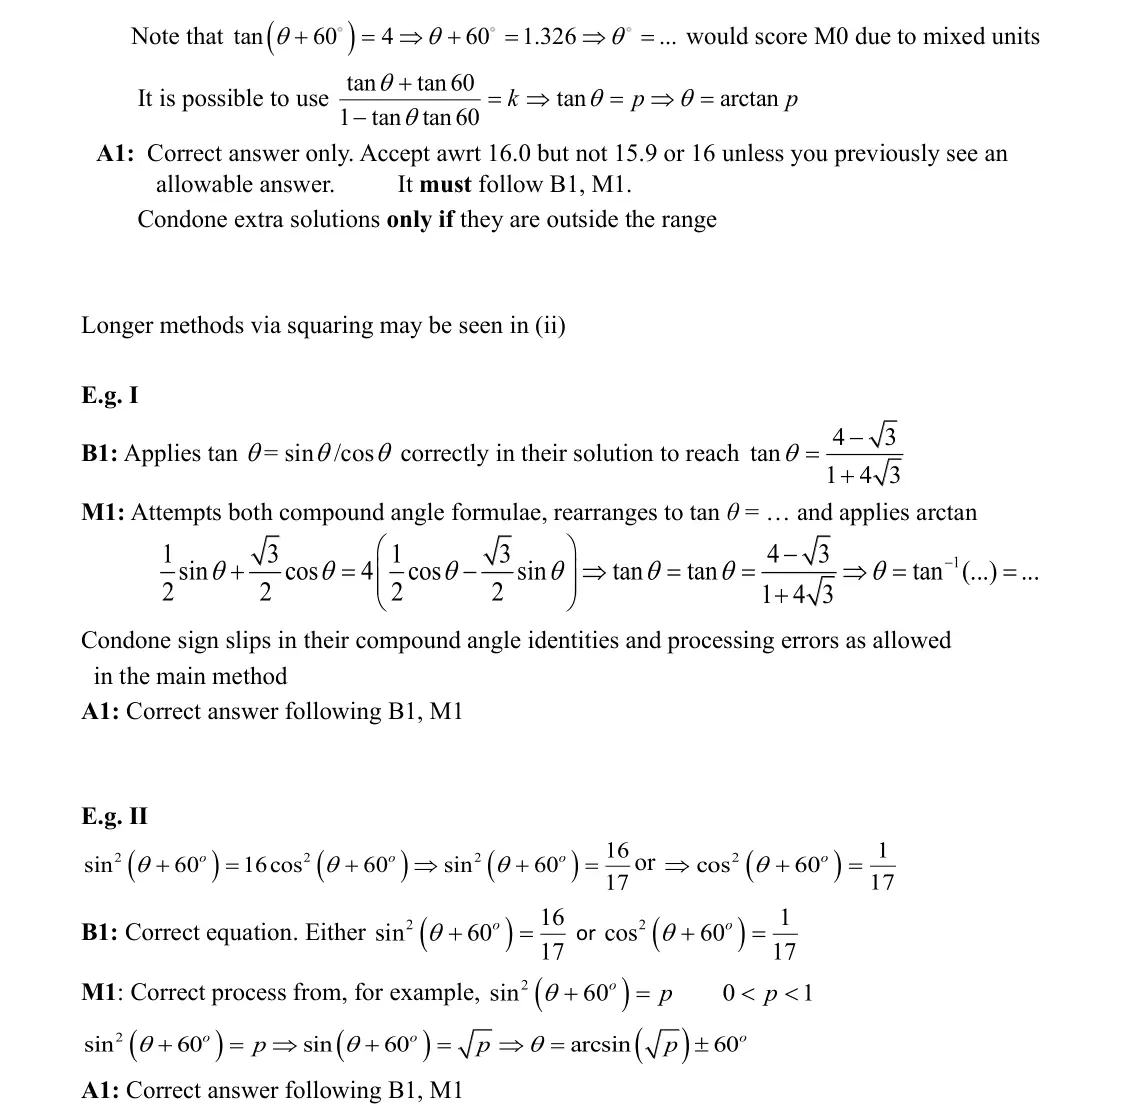 Note that tan(θ + 60°) = 4 ⇒ θ + 60° = 1.326 ⇒ θ° = ... would score M0 due to mixed units
It is possible to use (tan θ + tan 60)/(1 − tan θ tan 60) = k ⇒ tan θ = p ⇒ θ = arctan p
A1: Correct answer only. Accept awrt 16.0 but not 15.9 or 16 unless you previously see an
allowable answer. It must follow B1, M1.
Condone extra solutions only if they are outside the range
Longer methods via squaring may be seen in (ii)
E.g. I
B1: Applies tan θ = sin θ /cos θ correctly in their solution to reach tan θ = (4 − √3)/(1 + 4√3)
M1: Attempts both compound angle formulae, rearranges to tan θ = … and applies arctan
1/2 sin θ + √3/2 cos θ = 4(1/2 cos θ − √3/2 sin θ) ⇒ tan θ = tan θ = (4 − √3)/(1 + 4√3) ⇒ θ = tan⁻¹(...) = ...
Condone sign slips in their compound angle identities and processing errors as allowed
in the main method
A1: Correct answer following B1, M1
E.g. II
sin² (θ + 60°) = 16 cos² (θ + 60°) ⇒ sin² (θ + 60°) = 16/17 or ⇒ cos² (θ + 60°) = 1/17
B1: Correct equation. Either sin² (θ + 60°) = 16/17 or cos² (θ + 60°) = 1/17
M1: Correct process from, for example, sin² (θ + 60°) = p 0 < p < 1
sin² (θ + 60°) = p ⇒ sin (θ + 60°) = √p ⇒ θ = arcsin(√p) ± 60°
A1: Correct answer following B1, M1